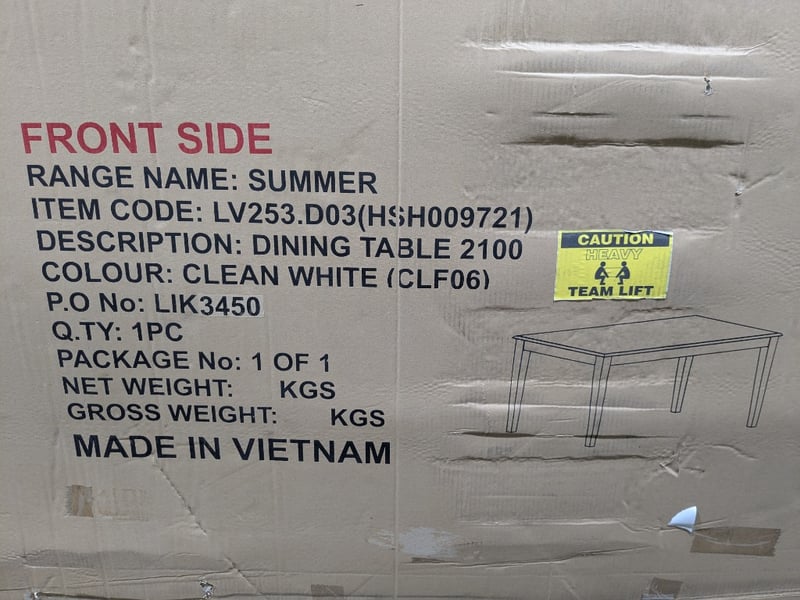 FRONT SIDE
RANGE NAME: SUMMER
ITEM CODE: LV253.D03(HSH009721)
DESCRIPTION: DINING TABLE 2100
COLOUR: CLEAN WHITE (CLF06)
P.O No: LIK3450
Q.TY: 1PC
PACKAGE No: 1 OF 1
NET WEIGHT: KGS
GROSS WEIGHT: KGS
MADE IN VIETNAM
CAUTION
HEAVY
TEAM LIFT